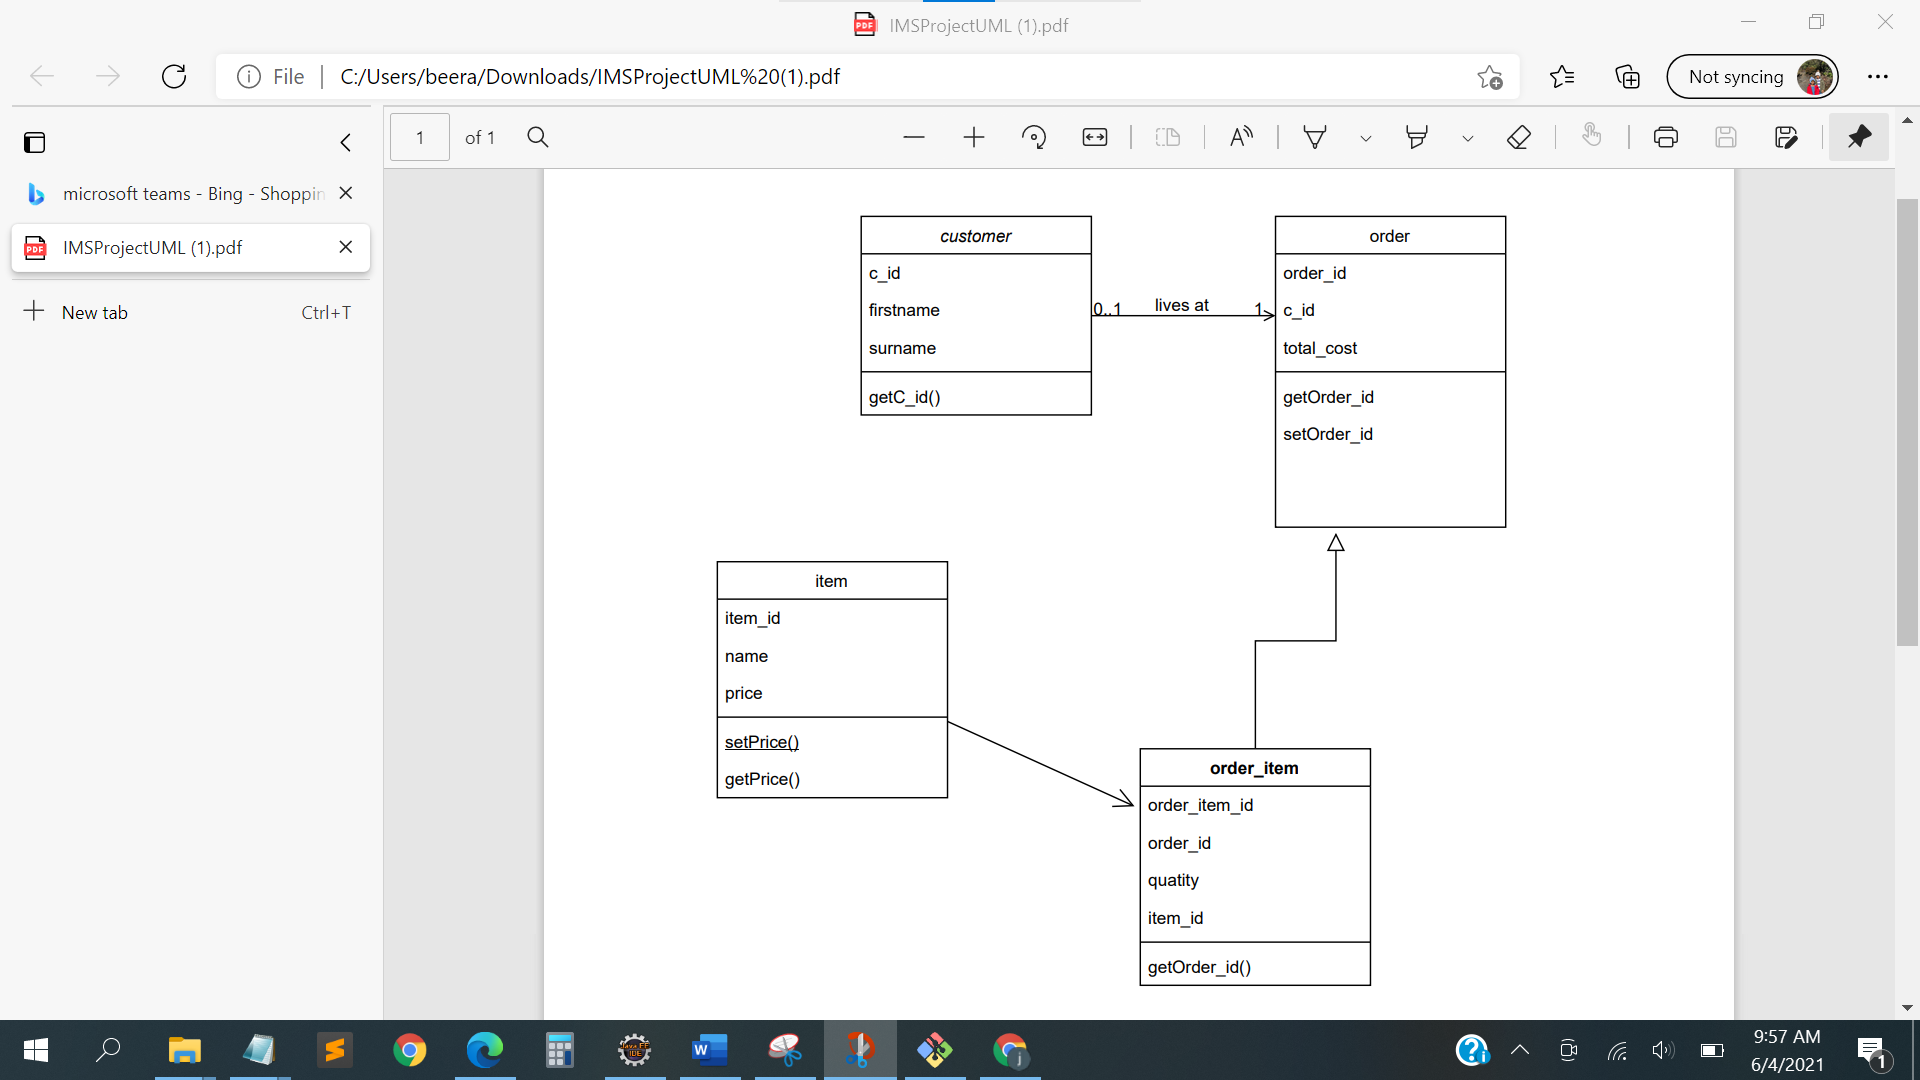 IMSProjectUML (1).pdf
File
C:/Users/beera/Downloads/IMSProjectUML%20(1).pdf
Not syncing
1 of 1
microsoft teams - Bing - Shoppin
IMSProjectUML (1).pdf
New tab Ctrl+T
customer
c_id
firstname
surname
getC_id()
0..1 lives at 1
order
order_id
c_id
total_cost
getOrder_id
setOrder_id
item
item_id
name
price
setPrice()
getPrice()
order_item
order_item_id
order_id
quatity
item_id
getOrder_id()
9:57 AM
6/4/2021
1